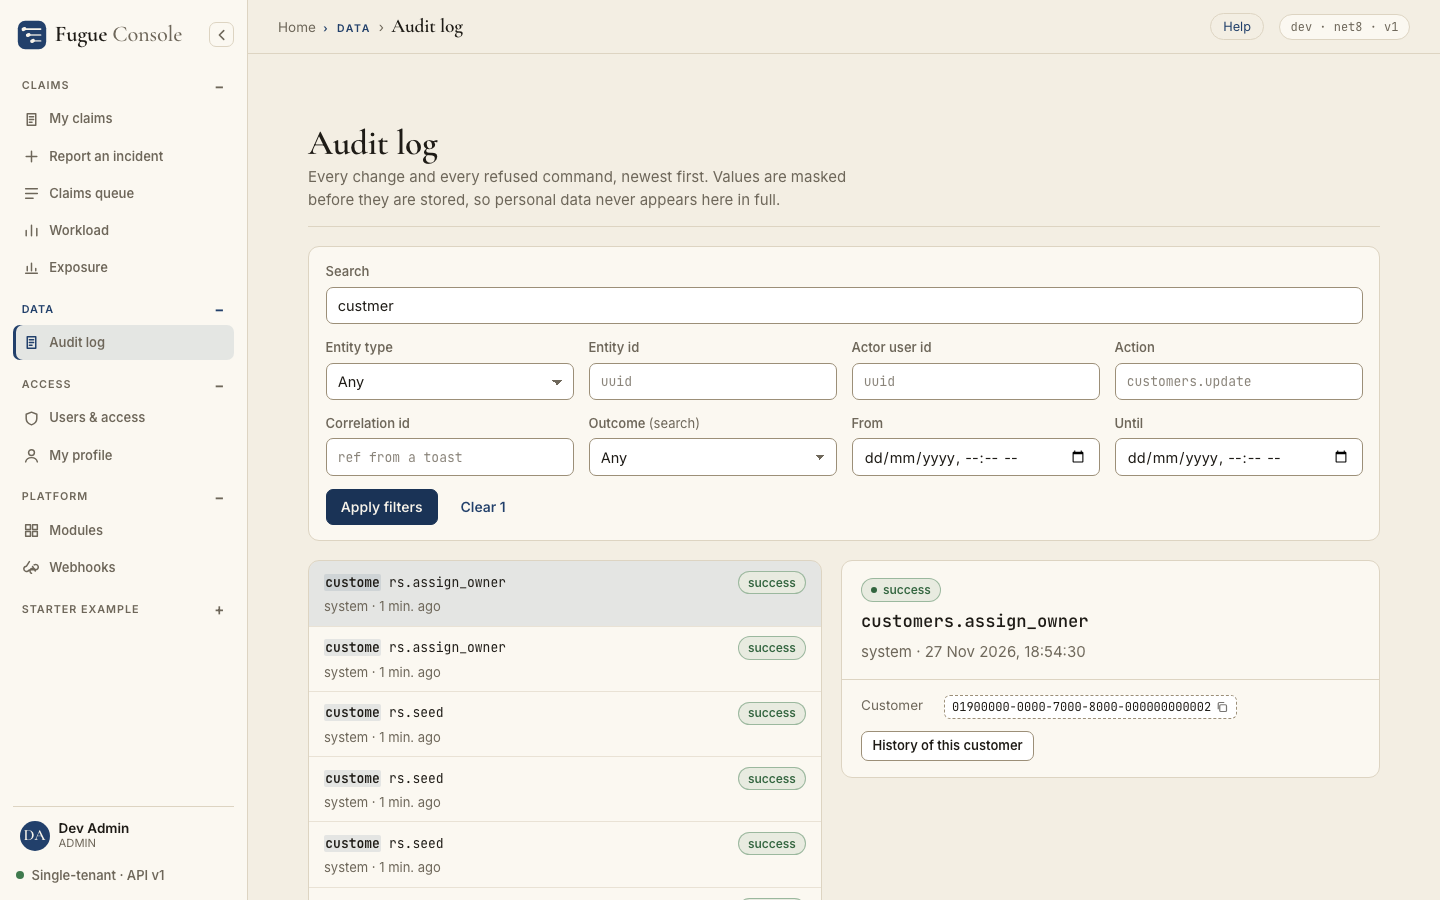 Fugue Console
CLAIMS
My claims
Report an incident
Claims queue
Workload
Exposure
DATA
Audit log
ACCESS
Users & access
My profile
PLATFORM
Modules
Webhooks
STARTER EXAMPLE
DA
Dev Admin
ADMIN
Single-tenant · API v1
Home › DATA › Audit log
Help
dev · net8 · v1
Audit log
Every change and every refused command, newest first. Values are masked
before they are stored, so personal data never appears here in full.
Search
custmer
Entity type Entity id Actor user id Action
Any uuid uuid customers.update
Correlation id Outcome (search) From Until
ref from a toast Any dd/mm/yyyy, --:-- -- dd/mm/yyyy, --:-- --
Apply filters Clear 1
custome rs.assign_owner success
system · 1 min. ago
custome rs.assign_owner success
system · 1 min. ago
custome rs.seed success
system · 1 min. ago
custome rs.seed success
system · 1 min. ago
custome rs.seed success
system · 1 min. ago
success
customers.assign_owner
system · 27 Nov 2026, 18:54:30
Customer 01900000-0000-7000-8000-000000000002
History of this customer